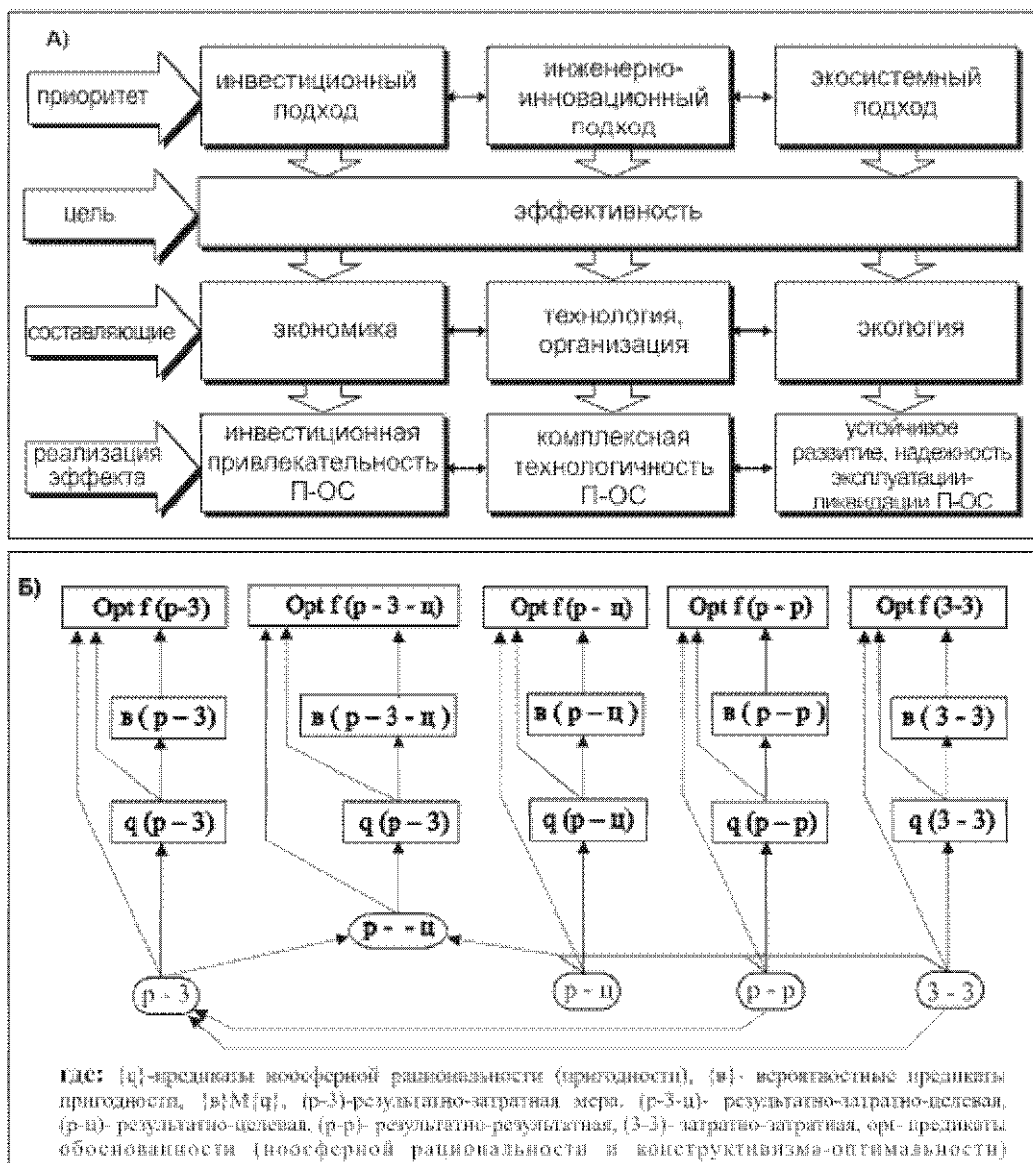 А)
приоритет
инвестиционный
подход
инженерно-
инновационный
подход
экосистемный
подход
цель
эффективность
составляющие
экономика
технология,
организация
экология
реализация
эффекта
инвестиционная
привлекательность
П-ОС
комплексная
технологичность
П-ОС
устойчивое
развитие, надежность
эксплуатации-
ликвидации П-ОС
Б)
Opt f (р-З) Opt f (р - З - ц) Opt f (р - ц) Opt f (р - р) Opt f (З-З)
в ( р – З ) в ( р – З - ц ) в ( р – ц ) в ( р – р ) в ( З - З )
q (р – З) q (р – З) q (р – ц) q (р – р) q (З - З)
р - - ц
р - З р - ц р - р З - З
где: {q}-предикаты ноосферной рациональности (пригодности), {в}- вероятностные предикаты
пригодности, {в}М{q}, (р-З)-результатно-затратная мера. (р-З-ц)- результатно-затратно-целевая,
(р-ц)- результатно-целевая, (р-р)- результатно-результатная, (З-З)- затратно-затратная, opt- предикаты
обоснованности (ноосферной рациональности и конструктивизма-оптимальности)